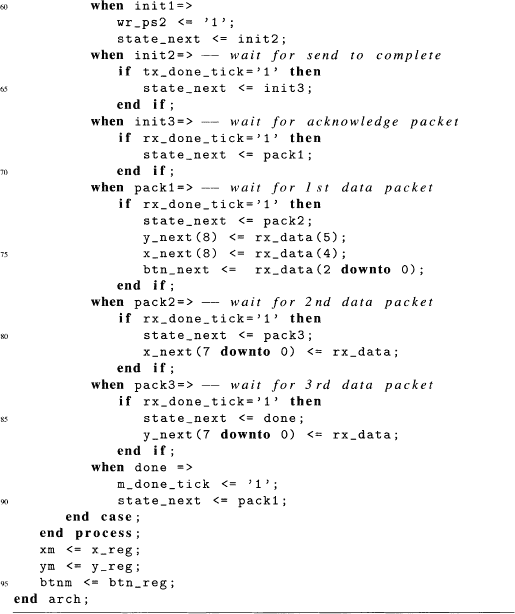 60 when init1=>
wr_ps2 <= '1';
state_next <= init2;
when init2=> -- wait for send to complete
if tx_done_tick='1' then
65 state_next <= init3;
end if;
when init3=> -- wait for acknowledge packet
if rx_done_tick='1' then
state_next <= pack1;
70 end if;
when pack1=> -- wait for 1st data packet
if rx_done_tick='1' then
state_next <= pack2;
y_next(8) <= rx_data(5);
75 x_next(8) <= rx_data(4);
btn_next <= rx_data(2 downto 0);
end if;
when pack2=> -- wait for 2nd data packet
if rx_done_tick='1' then
80 state_next <= pack3;
x_next(7 downto 0) <= rx_data;
end if;
when pack3=> -- wait for 3rd data packet
if rx_done_tick='1' then
85 state_next <= done;
y_next(7 downto 0) <= rx_data;
end if;
when done =>
m_done_tick <= '1';
90 state_next <= pack1;
end case;
end process;
xm <= x_reg;
ym <= y_reg;
95 btnm <= btn_reg;
end arch;